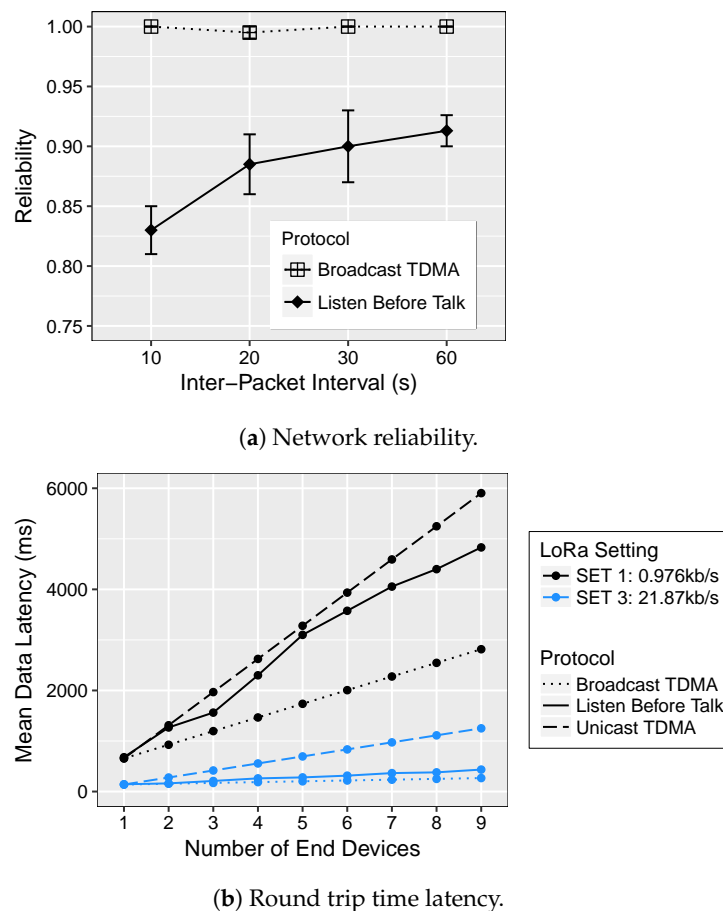 1.00
0.95
0.90
0.85
0.80
0.75
Reliability
Protocol
Broadcast TDMA
Listen Before Talk
10 20 30 60
Inter−Packet Interval (s)
(a) Network reliability.
6000
4000
2000
0
Mean Data Latency (ms)
1 2 3 4 5 6 7 8 9
Number of End Devices
LoRa Setting
SET 1: 0.976kb/s
SET 3: 21.87kb/s
Protocol
Broadcast TDMA
Listen Before Talk
Unicast TDMA
(b) Round trip time latency.